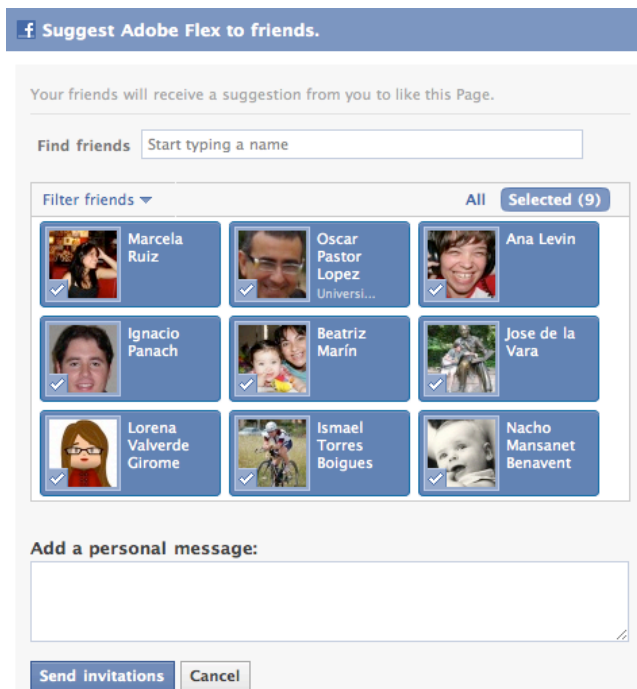 f Suggest Adobe Flex to friends.
Your friends will receive a suggestion from you to like this Page.
Find friends Start typing a name
Filter friends All Selected (9)
Marcela
Ruiz
Oscar
Pastor
Lopez
Universi...
Ana Levin
Ignacio
Panach
Beatriz
Marín
Jose de la
Vara
Lorena
Valverde
Girome
Ismael
Torres
Boigues
Nacho
Mansanet
Benavent
Add a personal message:
Send invitations Cancel